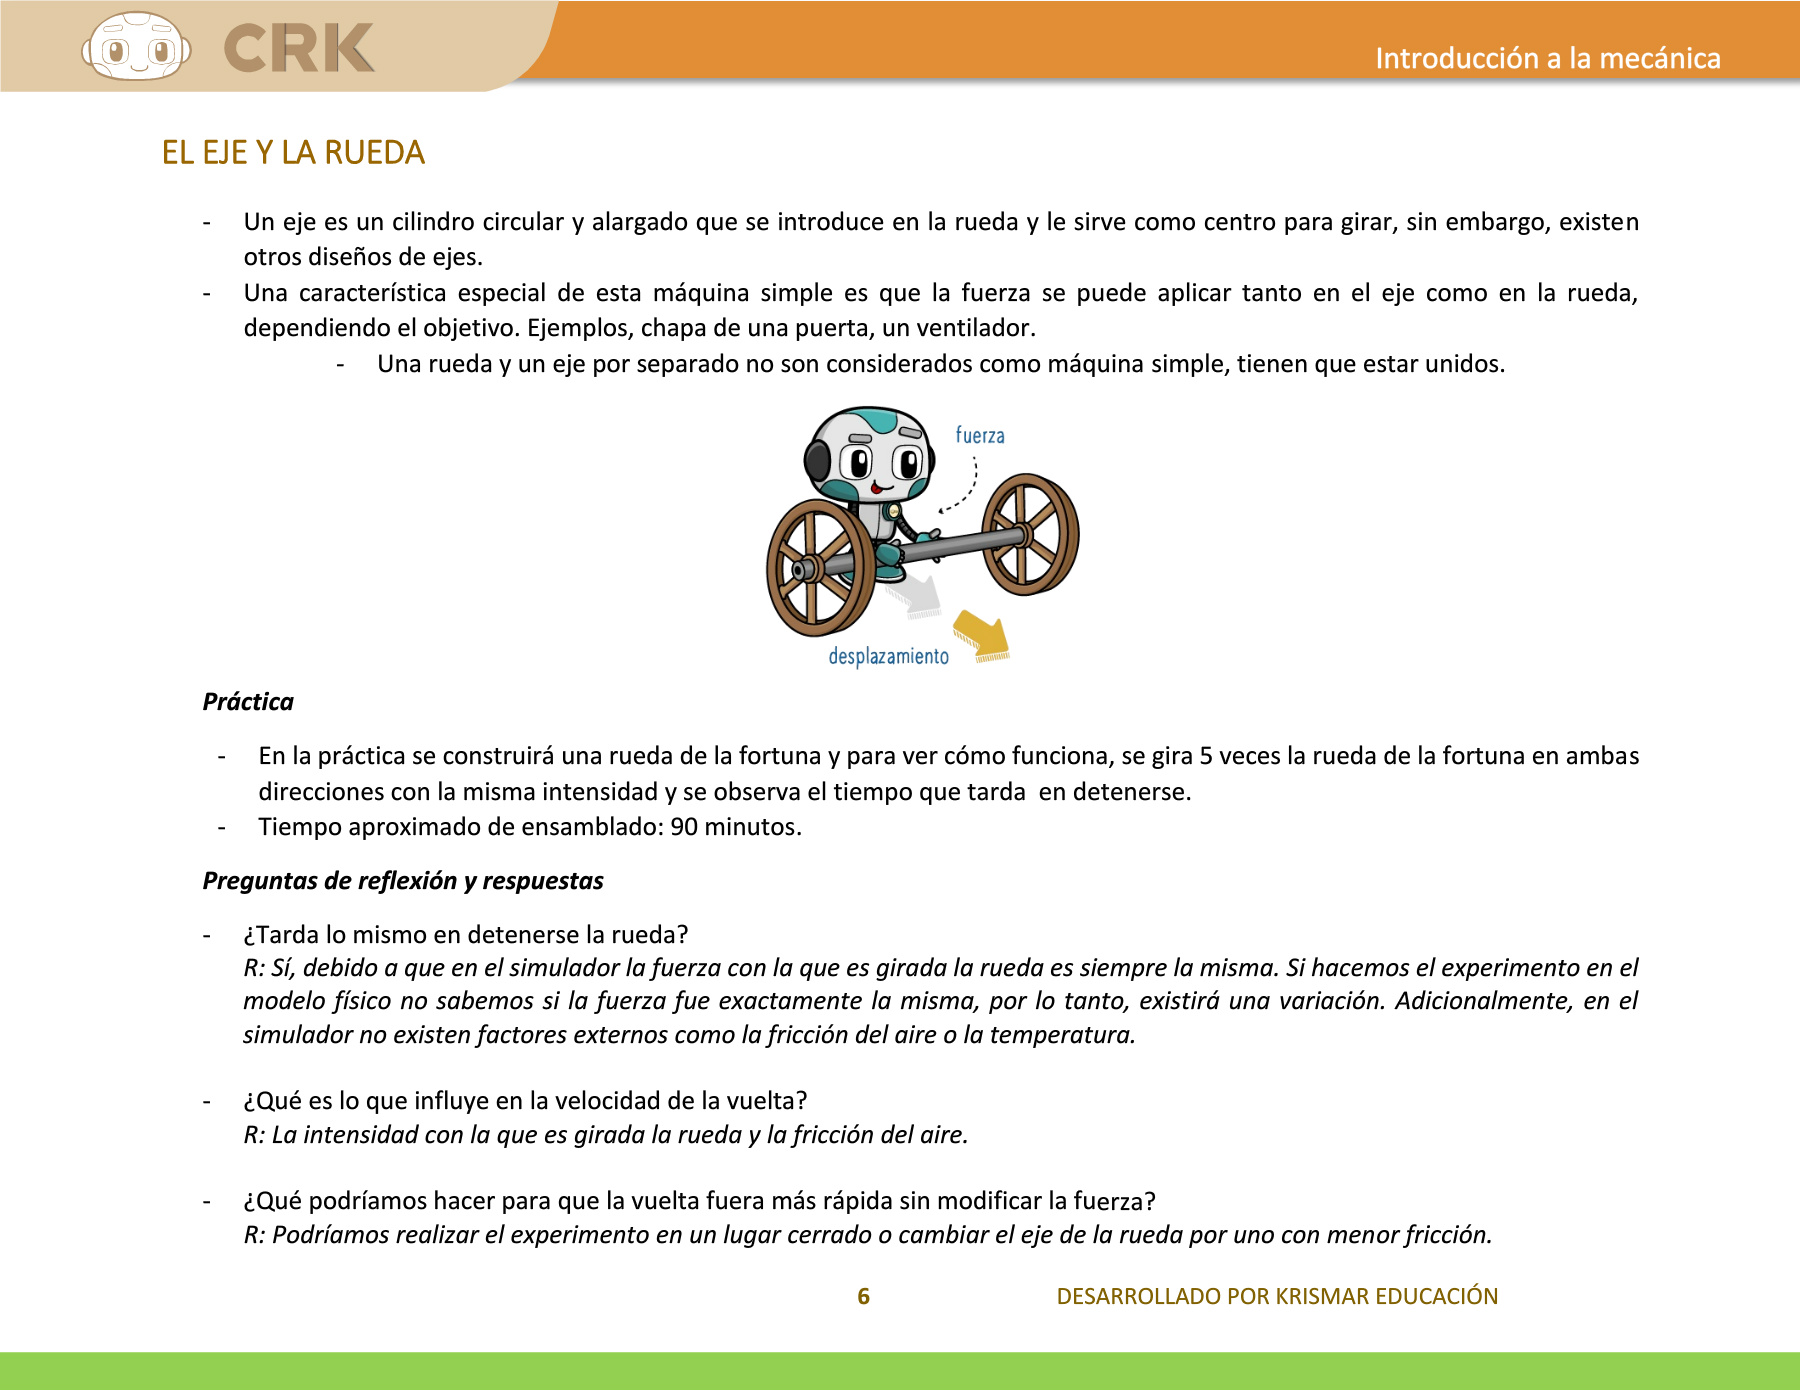 CRK
Introducción a la mecánica
EL EJE Y LA RUEDA
- Un eje es un cilindro circular y alargado que se introduce en la rueda y le sirve como centro para girar, sin embargo, existen
otros diseños de ejes.
- Una característica especial de esta máquina simple es que la fuerza se puede aplicar tanto en el eje como en la rueda,
dependiendo el objetivo. Ejemplos, chapa de una puerta, un ventilador.
- Una rueda y un eje por separado no son considerados como máquina simple, tienen que estar unidos.
fuerza
desplazamiento
Práctica
- En la práctica se construirá una rueda de la fortuna y para ver cómo funciona, se gira 5 veces la rueda de la fortuna en ambas
direcciones con la misma intensidad y se observa el tiempo que tarda en detenerse.
- Tiempo aproximado de ensamblado: 90 minutos.
Preguntas de reflexión y respuestas
- ¿Tarda lo mismo en detenerse la rueda?
R: Sí, debido a que en el simulador la fuerza con la que es girada la rueda es siempre la misma. Si hacemos el experimento en el
modelo físico no sabemos si la fuerza fue exactamente la misma, por lo tanto, existirá una variación. Adicionalmente, en el
simulador no existen factores externos como la fricción del aire o la temperatura.
- ¿Qué es lo que influye en la velocidad de la vuelta?
R: La intensidad con la que es girada la rueda y la fricción del aire.
- ¿Qué podríamos hacer para que la vuelta fuera más rápida sin modificar la fuerza?
R: Podríamos realizar el experimento en un lugar cerrado o cambiar el eje de la rueda por uno con menor fricción.
6
DESARROLLADO POR KRISMAR EDUCACIÓN